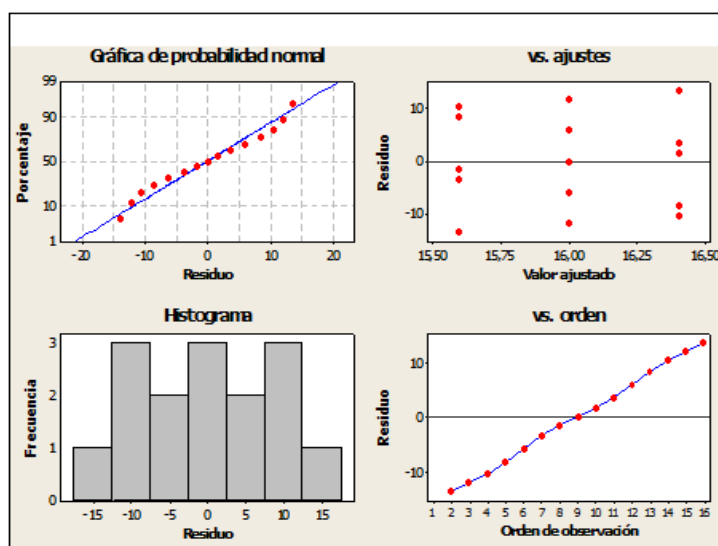 Gráfica de probabilidad normal
99
90
50
10
1
Porcentaje
-20 -10 0 10 20
Residuo
vs. ajustes
10
0
-10
Residuo
15,50 15,75 16,00 16,25 16,50
Valor ajustado
Histograma
3
2
1
0
Frecuencia
-15 -10 -5 0 5 10 15
Residuo
vs. orden
10
0
-10
Residuo
1 2 3 4 5 6 7 8 9 10 11 12 13 14 15 16
Orden de observación